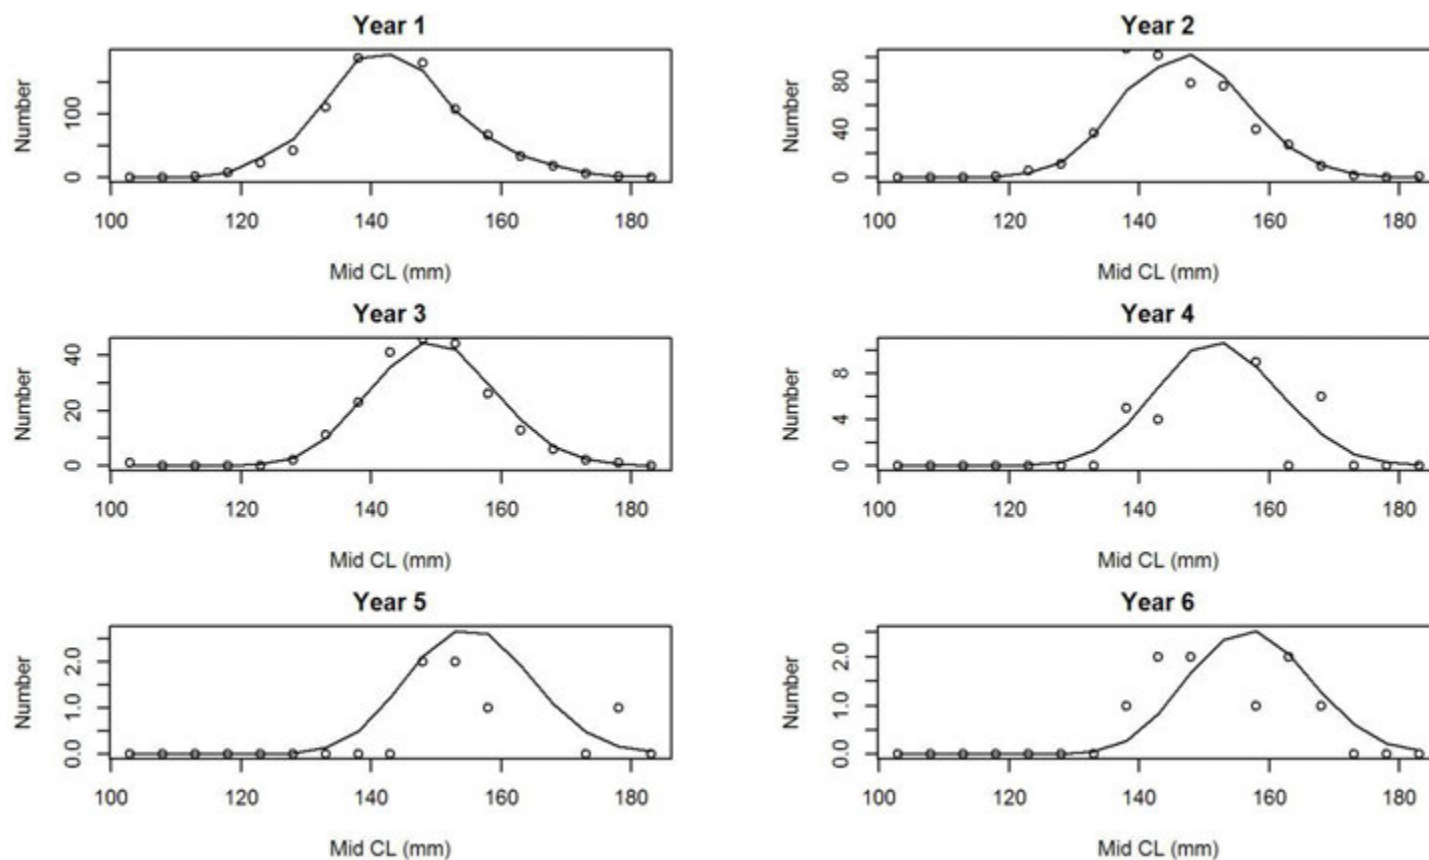 Year 1
Number
0
100
100 120 140 160 180
Mid CL (mm)
Year 2
Number
0
40
80
100 120 140 160 180
Mid CL (mm)
Year 3
Number
0
20
40
100 120 140 160 180
Mid CL (mm)
Year 4
Number
0
4
8
100 120 140 160 180
Mid CL (mm)
Year 5
Number
0.0
1.0
2.0
100 120 140 160 180
Mid CL (mm)
Year 6
Number
0.0
1.0
2.0
100 120 140 160 180
Mid CL (mm)